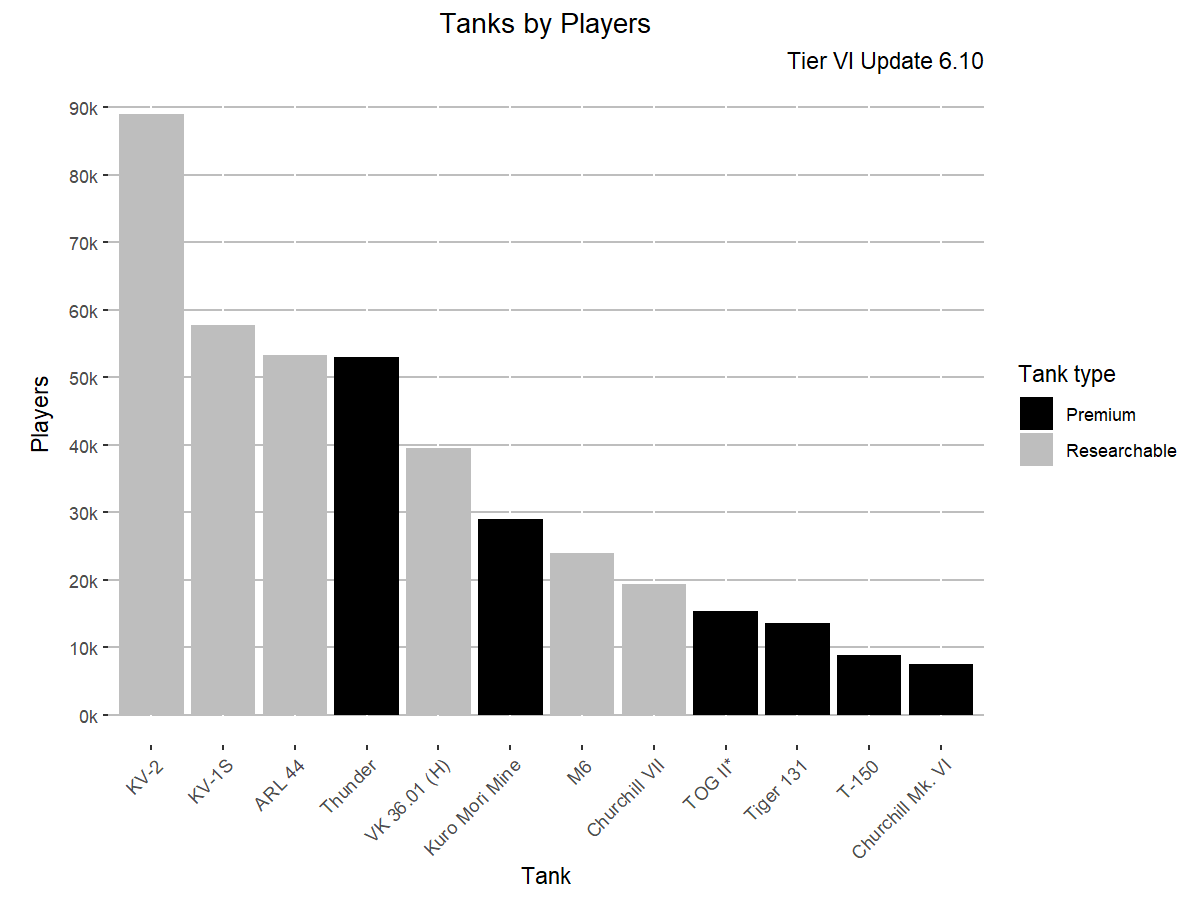 Tanks by Players
Tier VI Update 6.10
90k
80k
70k
60k
50k
40k
30k
20k
10k
0k
Players
KV-2
KV-1S
ARL 44
Thunder
VK 36.01 (H)
Kuro Mori Mine
M6
Churchill VII
TOG II*
Tiger 131
T-150
Churchill Mk. VI
Tank
Tank type
Premium
Researchable